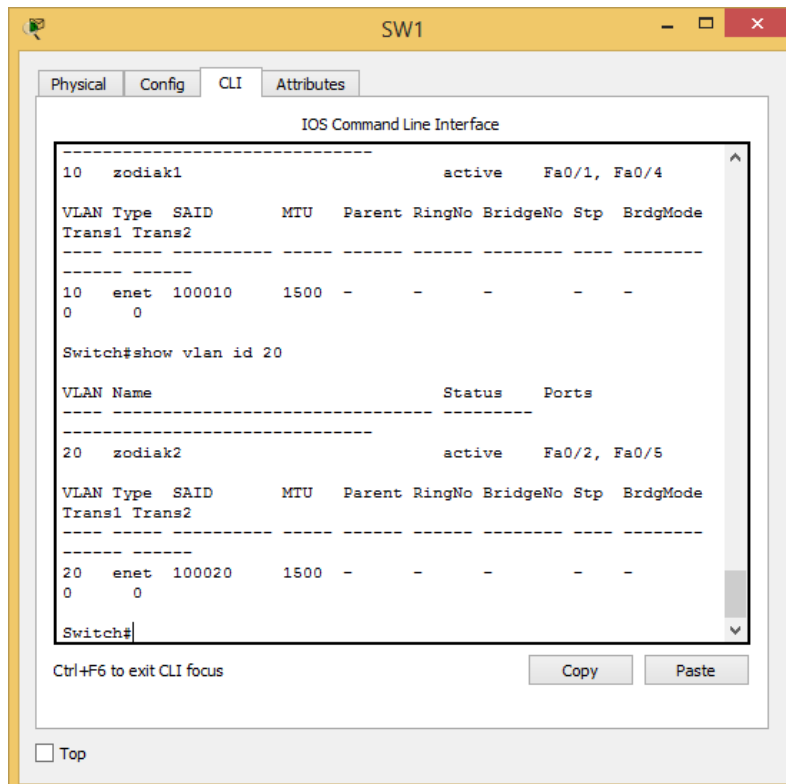 SW1
Physical Config CLI Attributes
IOS Command Line Interface
--------------------------------
10 zodiak1 active Fa0/1, Fa0/4
VLAN Type SAID MTU Parent RingNo BridgeNo Stp BrdgMode
Trans1 Trans2
---- ----- ---------- ----- ------ ------ -------- ---- --------
------ ------
10 enet 100010 1500 - - - - -
0 0
Switch#show vlan id 20
VLAN Name Status Ports
---- -------------------------------- ---------
-------------------------------
20 zodiak2 active Fa0/2, Fa0/5
VLAN Type SAID MTU Parent RingNo BridgeNo Stp BrdgMode
Trans1 Trans2
---- ----- ---------- ----- ------ ------ -------- ---- --------
------ ------
20 enet 100020 1500 - - - - -
0 0
Switch#
Ctrl+F6 to exit CLI focus
Copy Paste
Top